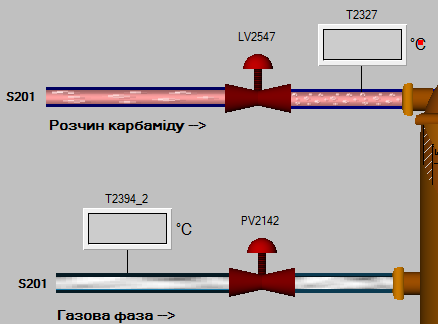 T2327
LV2547
°C
S201
Розчин карбаміду -->
T2394_2
°C
PV2142
S201
Газова фаза -->